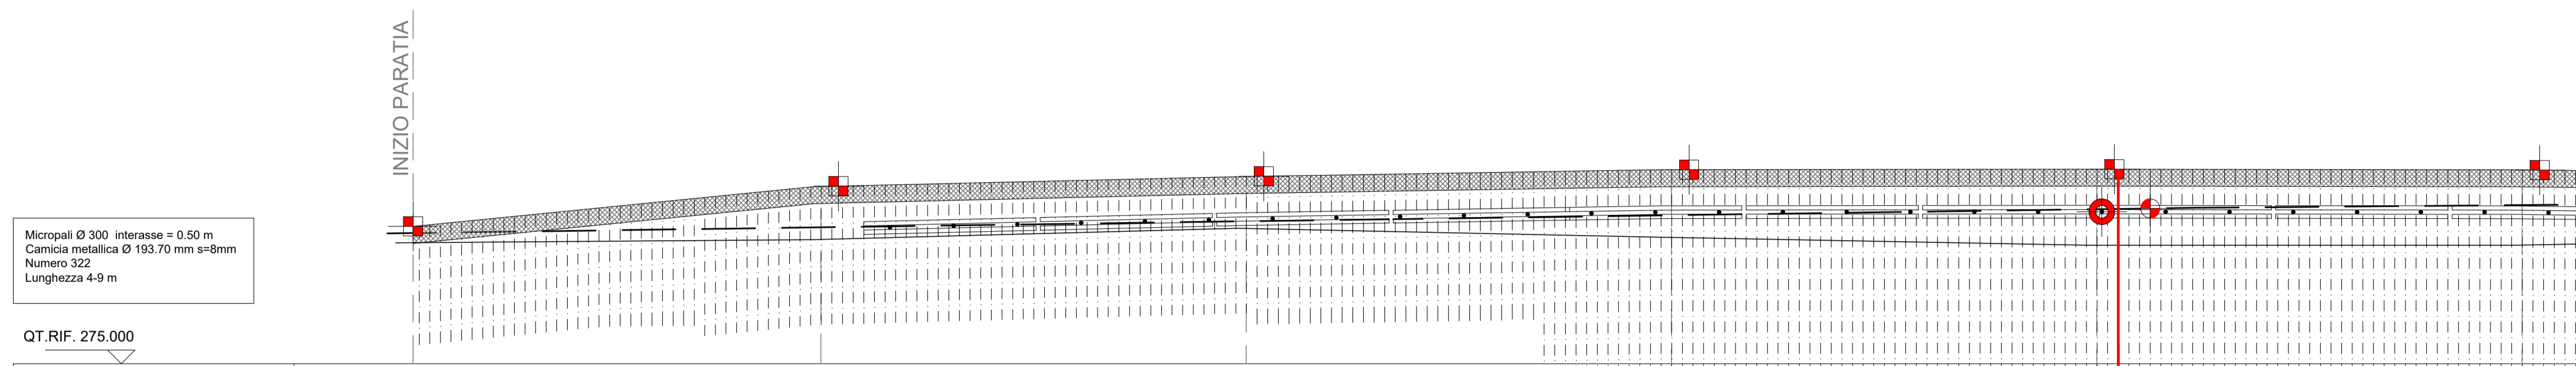 INIZIO PARATIA
Micropali Ø 300 interasse = 0.50 m
Camicia metallica Ø 193.70 mm s=8mm
Numero 322
Lunghezza 4-9 m
QT.RIF. 275.000